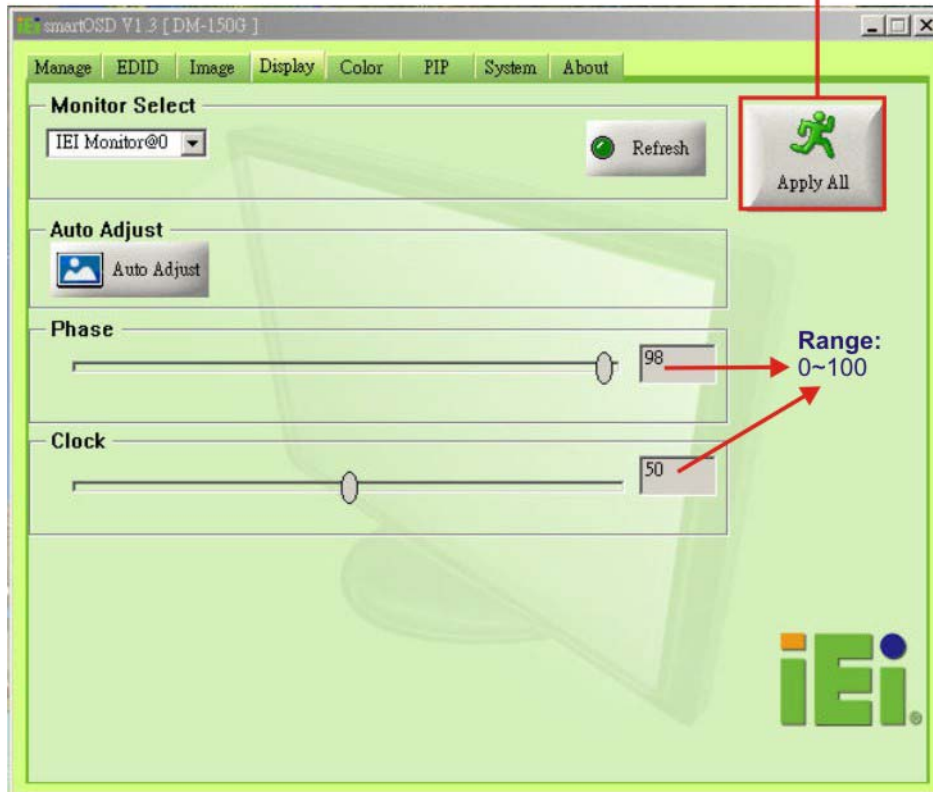 iEi smartOSD V1.3 [ DM-150G ]
Manage EDID Image Display Color PIP System About
Monitor Select
IEI Monitor@0
Refresh
Apply All
Auto Adjust
Auto Adjust
Phase
98
Range:
0~100
Clock
50
iEi®